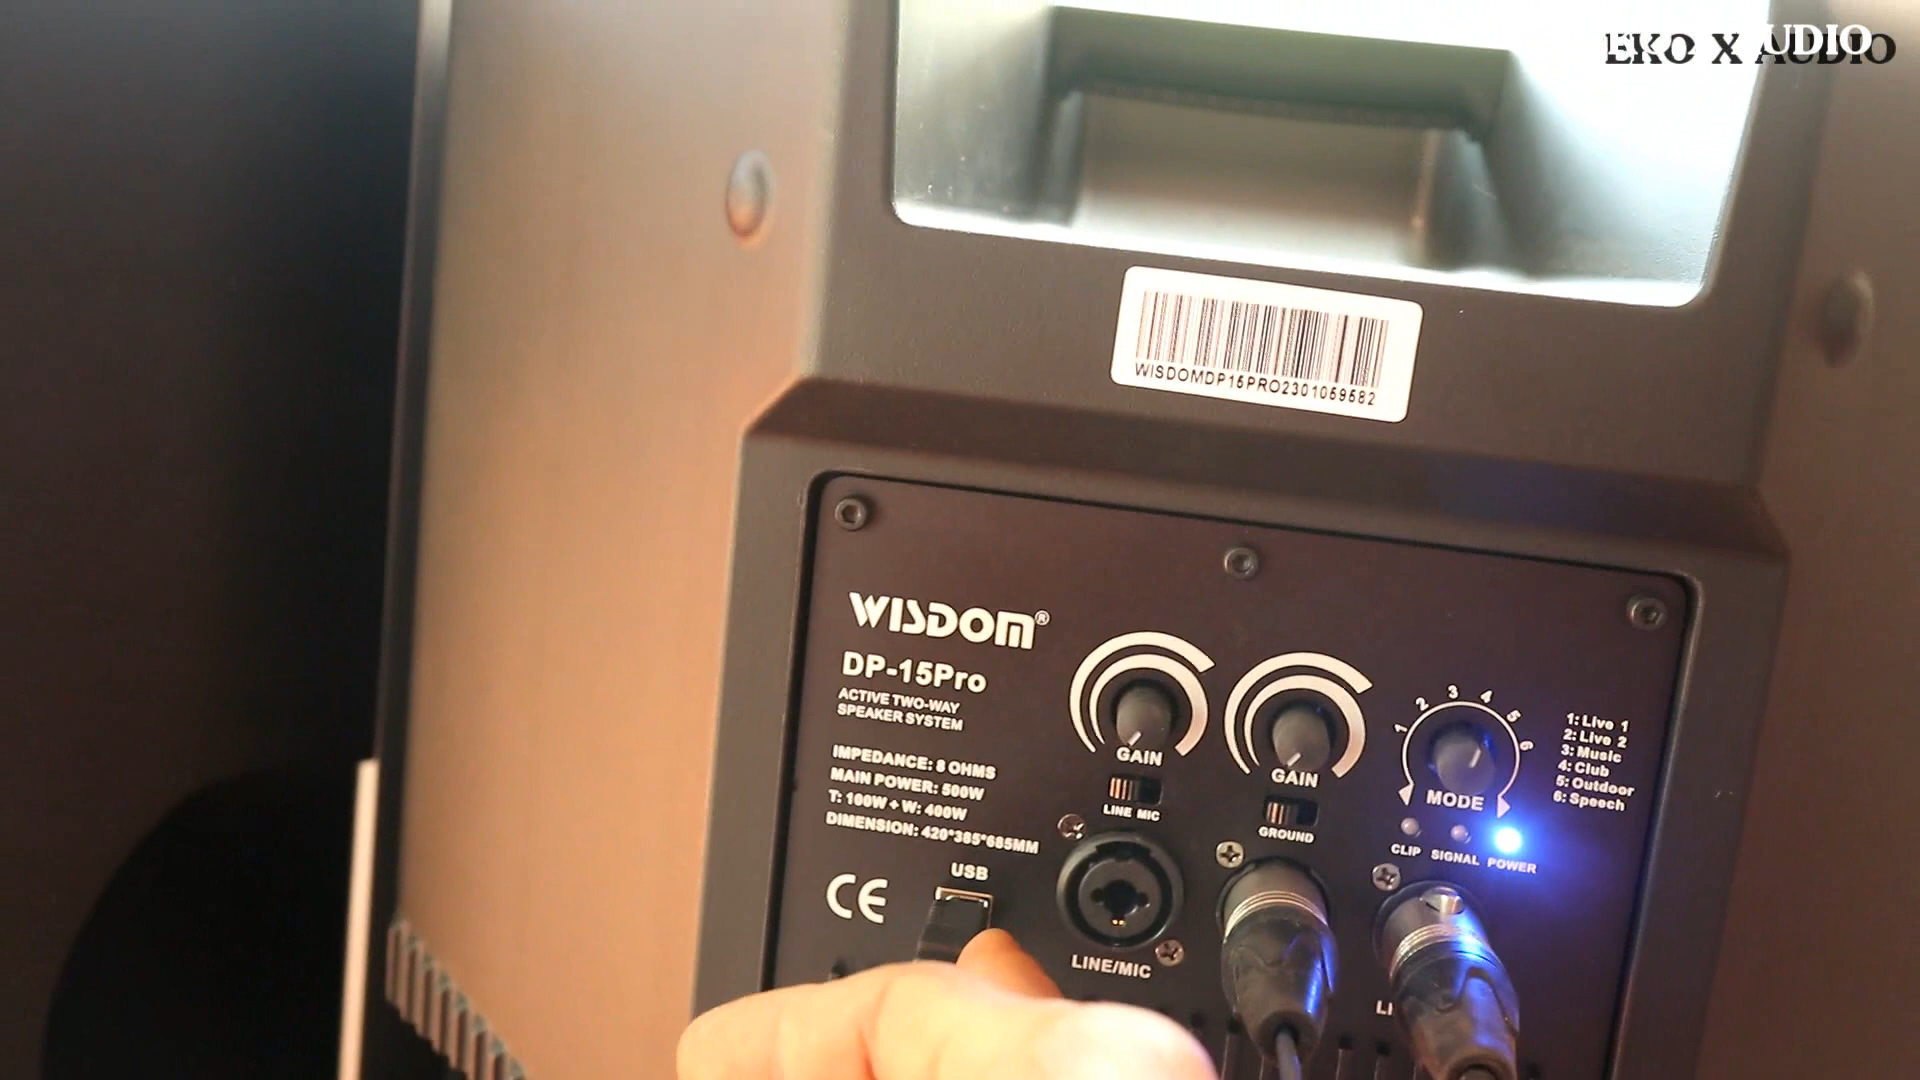 EKO X AUDIO
WISDOMDP15PRO2301059582
WISDOM®
DP-15Pro
ACTIVE TWO-WAY
SPEAKER SYSTEM
IMPEDANCE: 8 OHMS
MAIN POWER: 500W
T: 100W + W: 400W
DIMENSION: 420*385*685MM
USB
CE
GAIN
LINE MIC
LINE/MIC
GAIN
GROUND
1 2 3 4 5 6
MODE
CLIP SIGNAL POWER
1: Live 1
2: Live 2
3: Music
4: Club
5: Outdoor
6: Speech